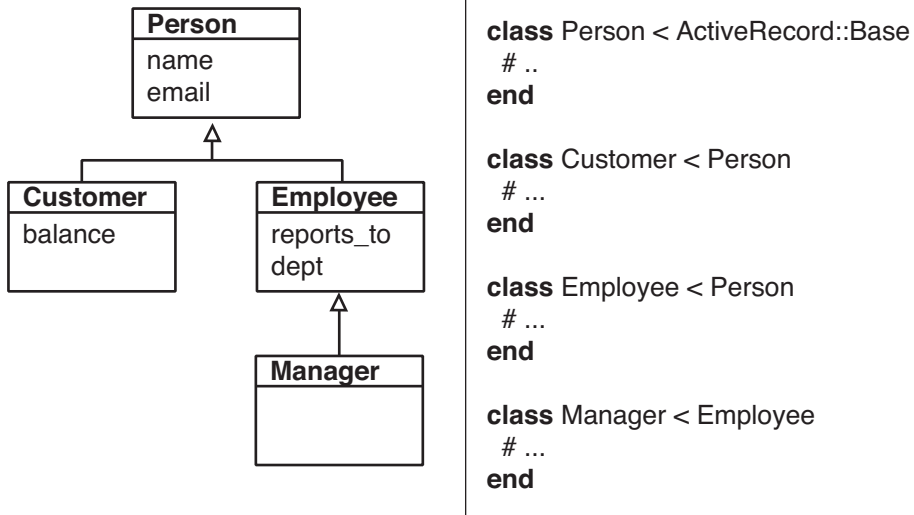 Person
name
email
Customer
balance
Employee
reports_to
dept
Manager
class Person < ActiveRecord::Base
# ..
end
class Customer < Person
# ...
end
class Employee < Person
# ...
end
class Manager < Employee
# ...
end